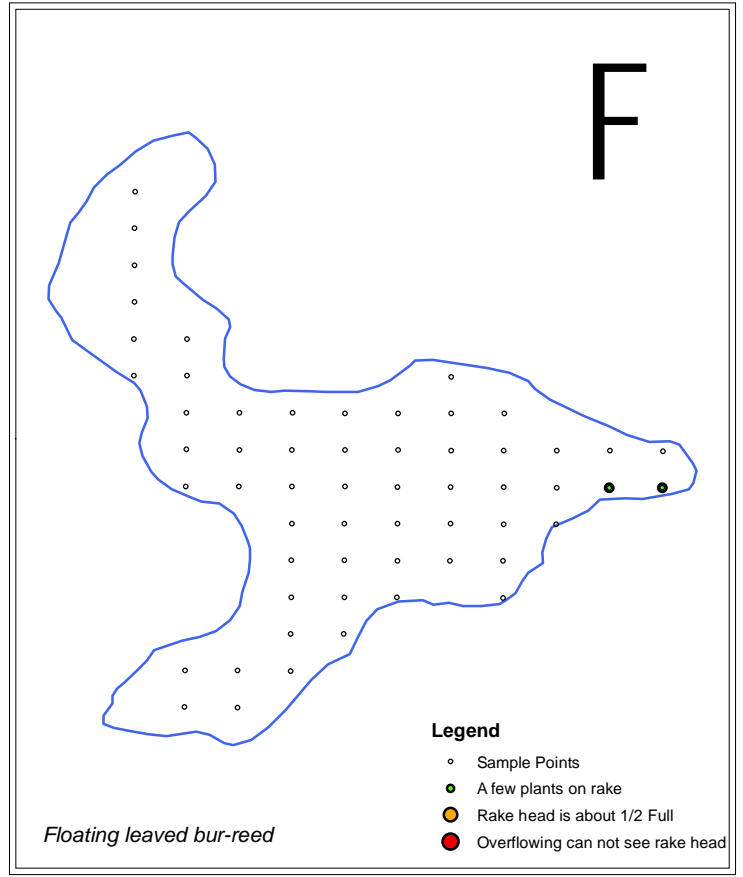 F
Legend
Sample Points
A few plants on rake
Rake head is about 1/2 Full
Overflowing can not see rake head
Floating leaved bur-reed